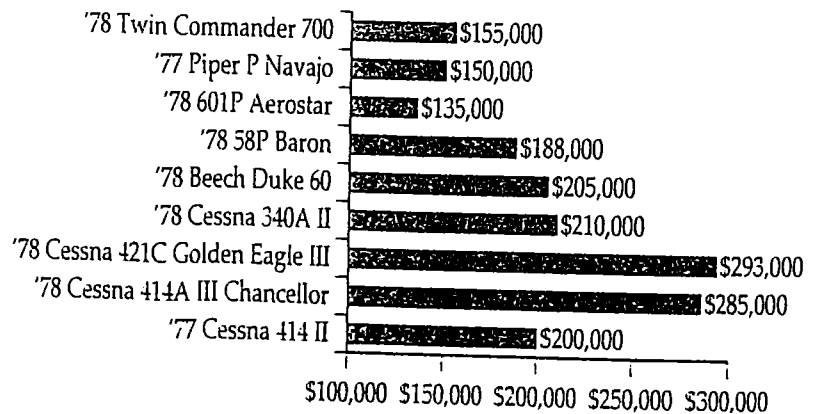 '78 Twin Commander 700 $155,000
'77 Piper P Navajo $150,000
'78 601P Aerostar $135,000
'78 58P Baron $188,000
'78 Beech Duke 60 $205,000
'78 Cessna 340A II $210,000
'78 Cessna 421C Golden Eagle III $293,000
'78 Cessna 414A III Chancellor $285,000
'77 Cessna 414 II $200,000
$100,000 $150,000 $200,000 $250,000 $300,000